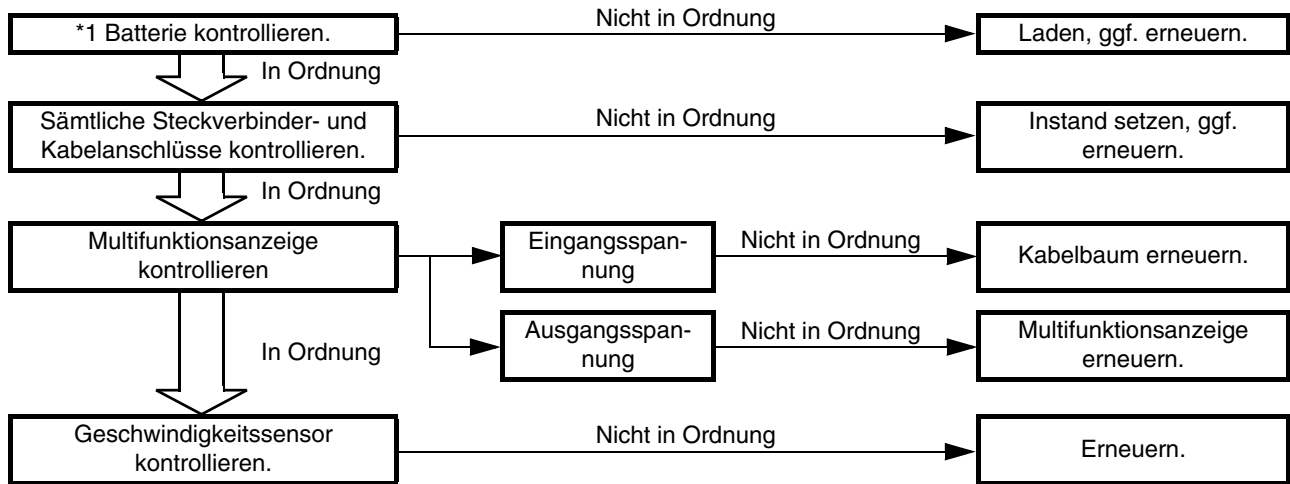 *1 Batterie kontrollieren.
Nicht in Ordnung
Laden, ggf. erneuern.
In Ordnung
Sämtliche Steckverbinder- und
Kabelanschlüsse kontrollieren.
Nicht in Ordnung
Instand setzen, ggf.
erneuern.
In Ordnung
Multifunktionsanzeige
kontrollieren
Eingangsspan-
nung
Nicht in Ordnung
Kabelbaum erneuern.
Ausgangsspan-
nung
Nicht in Ordnung
Multifunktionsanzeige
erneuern.
In Ordnung
Geschwindigkeitssensor
kontrollieren.
Nicht in Ordnung
Erneuern.